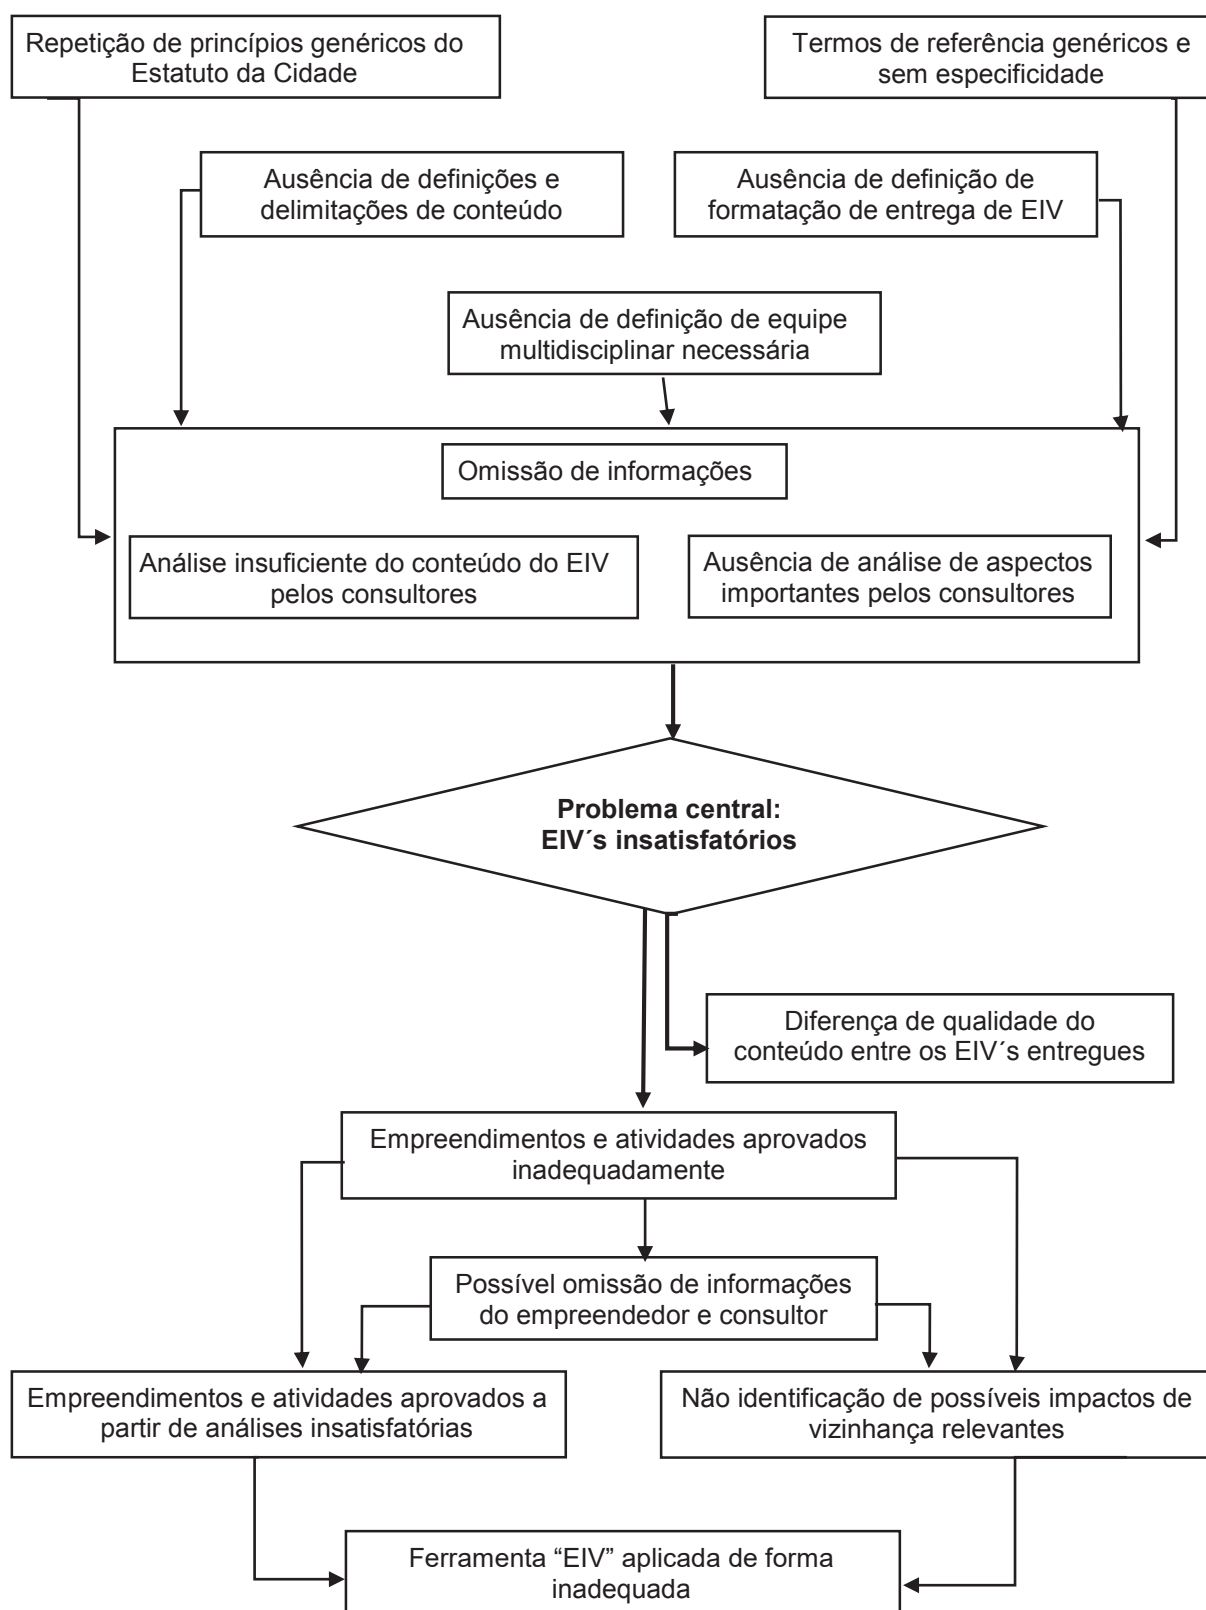 Repetição de princípios genéricos do
Estatuto da Cidade
Termos de referência genéricos e
sem especificidade
Ausência de definições e
delimitações de conteúdo
Ausência de definição de
formatação de entrega de EIV
Ausência de definição de equipe
multidisciplinar necessária
Omissão de informações
Análise insuficiente do conteúdo do EIV
pelos consultores
Ausência de análise de aspectos
importantes pelos consultores
Problema central:
EIV´s insatisfatórios
Diferença de qualidade do
conteúdo entre os EIV´s entregues
Empreendimentos e atividades aprovados
inadequadamente
Possível omissão de informações
do empreendedor e consultor
Empreendimentos e atividades aprovados a
partir de análises insatisfatórias
Não identificação de possíveis impactos de
vizinhança relevantes
Ferramenta “EIV” aplicada de forma
inadequada